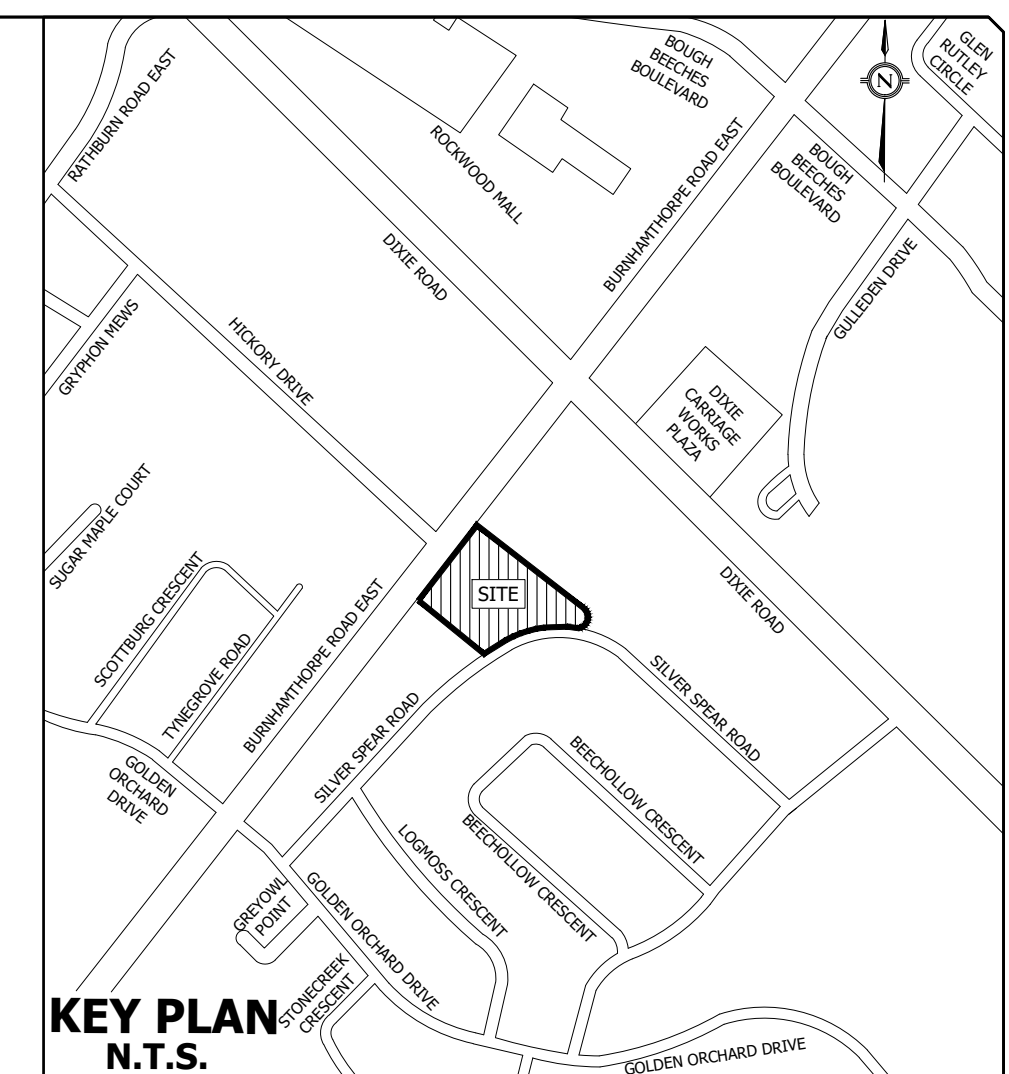 GLEN
RUTLEY
CIRCLE
BOUGH
BEECHES
BOULEVARD
N
RATHBURN ROAD EAST
ROCKWOOD MALL
BURNHAMTHORPE ROAD EAST
BOUGH
BEECHES
BOULEVARD
DIXIE ROAD
GULLEDEN DRIVE
GRYPHON MEWS
HICKORY DRIVE
DIXIE
CARRIAGE
WORKS
PLAZA
SUGAR MAPLE COURT
SCOTTBURG CRESCENT
SITE
DIXIE ROAD
TYNEGROVE ROAD
BURNHAMTHORPE ROAD EAST
SILVER SPEAR ROAD
SILVER SPEAR ROAD
GOLDEN
ORCHARD
DRIVE
BEECHOLLOW CRESCENT
BEECHOLLOW CRESCENT
LOGMOSS CRESCENT
GREYOWL
POINT
GOLDEN ORCHARD DRIVE
STONECREEK
CRESCENT
KEY PLAN
N.T.S.
GOLDEN ORCHARD DRIVE